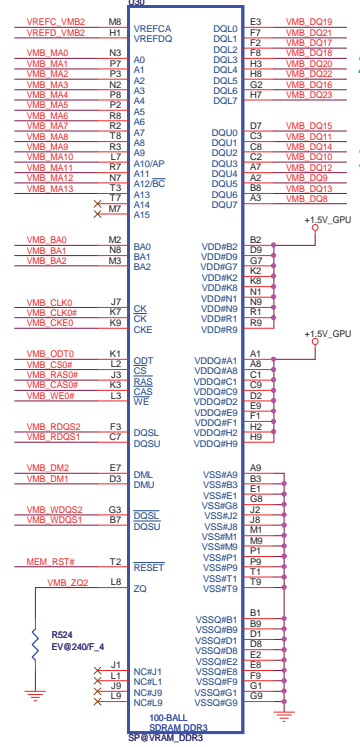 U30
VREFC_VMB2 M8 VREFCA E3 DQL0 VMB_DQ19
VREFD_VMB2 H1 VREFDQ F7 DQL1 VMB_DQ21
DQL2 F2 VMB_DQ17
VMB_MA0 N3 A0 DQL3 F8 VMB_DQ18
VMB_MA1 P7 A1 DQL4 H3 VMB_DQ20
VMB_MA2 P3 A2 DQL5 H8 VMB_DQ22
VMB_MA3 N2 A3 DQL6 G2 VMB_DQ16
VMB_MA4 P8 A4 DQL7 H7 VMB_DQ23
VMB_MA5 P2 A5
VMB_MA6 R8 A6
VMB_MA7 R2 A7 DQU0 D7 VMB_DQ15
VMB_MA8 T8 A8 DQU1 C3 VMB_DQ11
VMB_MA9 R3 A9 DQU2 C8 VMB_DQ14
VMB_MA10 L7 A10/AP DQU3 C2 VMB_DQ10
VMB_MA11 R7 A11 DQU4 A7 VMB_DQ12
VMB_MA12 N7 A12/BC DQU5 A2 VMB_DQ9
VMB_MA13 T3 A13 DQU6 B8 VMB_DQ13
T7 A14 DQU7 A3 VMB_DQ8
M7 A15
+1.5V_GPU
VMB_BA0 M2 BA0 VDD#B2 B2
VMB_BA1 N8 BA1 VDD#D9 D9
VMB_BA2 M3 BA2 VDD#G7 G7
VDD#K2 K2
VDD#K8 K8
VDD#N1 N1
VMB_CLK0 J7 CK VDD#N9 N9
VMB_CLK0# K7 CK VDD#R1 R1
VMB_CKE0 K9 CKE VDD#R9 R9
+1.5V_GPU
VMB_ODT0 K1 ODT VDDQ#A1 A1
VMB_CS0# L2 CS VDDQ#A8 A8
VMB_RAS0# J3 RAS VDDQ#C1 C1
VMB_CAS0# K3 CAS VDDQ#C9 C9
VMB_WE0# L3 WE VDDQ#D2 D2
VDDQ#E9 E9
VDDQ#F1 F1
VMB_RDQS2 F3 DQSL VDDQ#H2 H2
VMB_RDQS1 C7 DQSU VDDQ#H9 H9
VMB_DM2 E7 DML VSS#A9 A9
VMB_DM1 D3 DMU VSS#B3 B3
VSS#E1 E1
VSS#G8 G8
VMB_WDQS2 G3 DQSL VSS#J2 J2
VMB_WDQS1 B7 DQSU VSS#J8 J8
VSS#M1 M1
VSS#M9 M9
VSS#P1 P1
MEM_RST# T2 RESET VSS#P9 P9
VSS#T1 T1
VMB_ZQ2 L8 ZQ VSS#T9 T9
VSSQ#B1 B1
VSSQ#B9 B9
R524 VSSQ#D1 D1
EV@240/F_4 VSSQ#D8 D8
VSSQ#E2 E2
J1 NC#J1 VSSQ#E8 E8
L1 NC#L1 VSSQ#F9 F9
J9 NC#J9 VSSQ#G1 G1
L9 NC#L9 VSSQ#G9 G9
100-BALL
SDRAM DDR3
SP@VRAM_DDR3